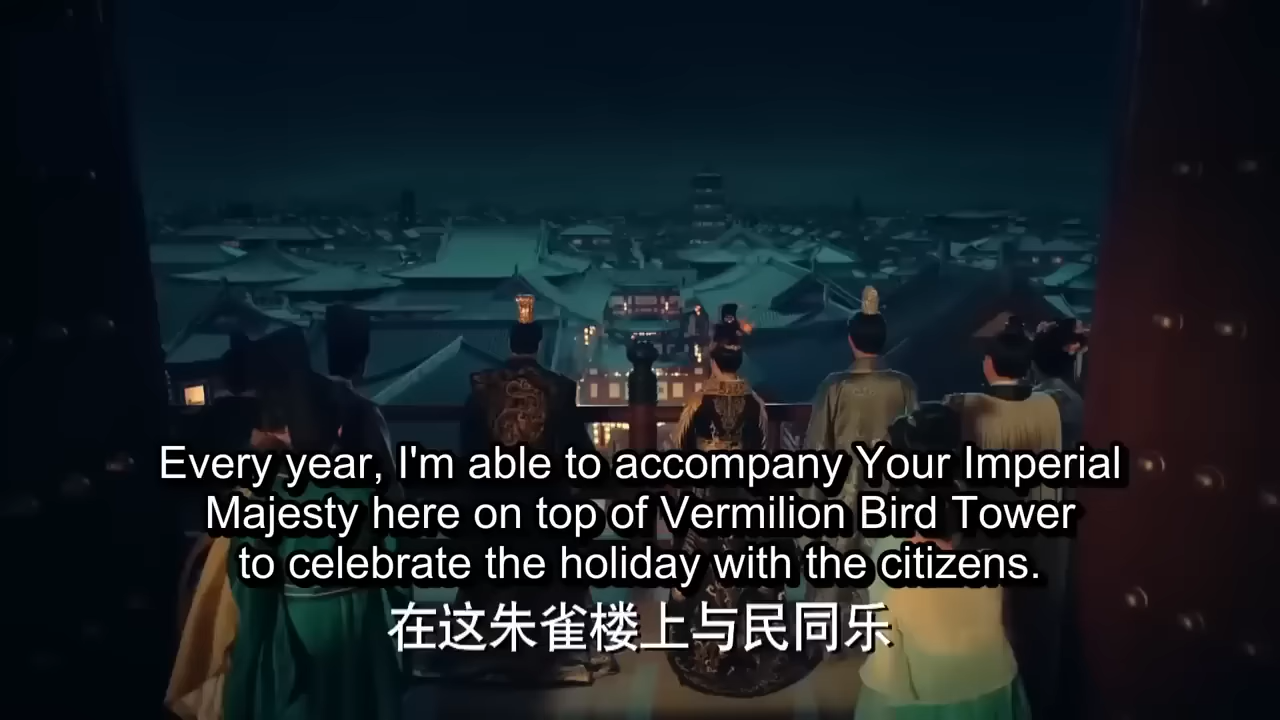 Every year, I'm able to accompany Your Imperial
Majesty here on top of Vermilion Bird Tower
to celebrate the holiday with the citizens.
在这朱雀楼上与民同乐